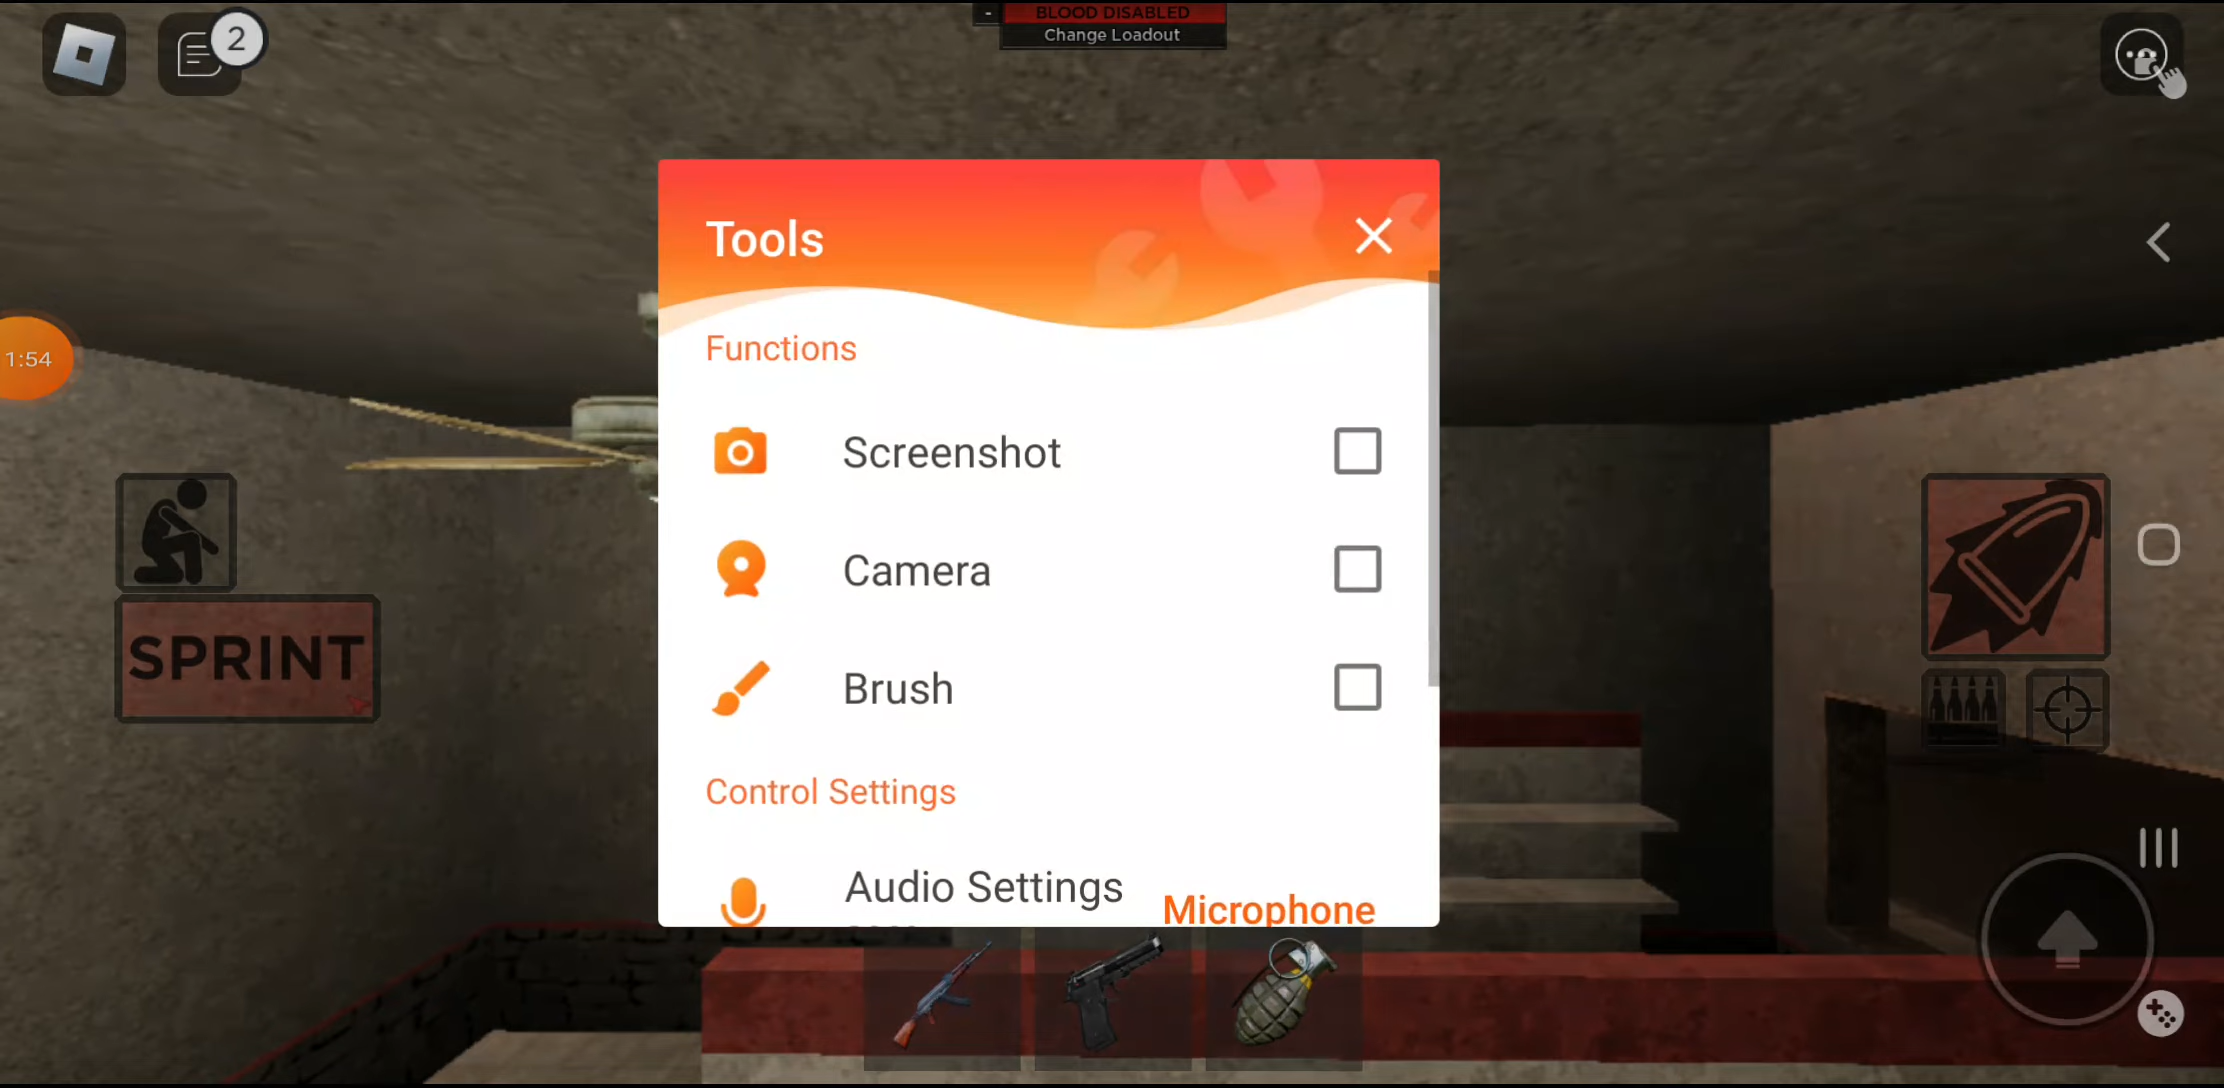 2
BLOOD DISABLED
-
Change Loadout
Tools
Functions
1:54
Screenshot
Camera
SPRINT
Brush
Control Settings
Audio Settings
Microphone